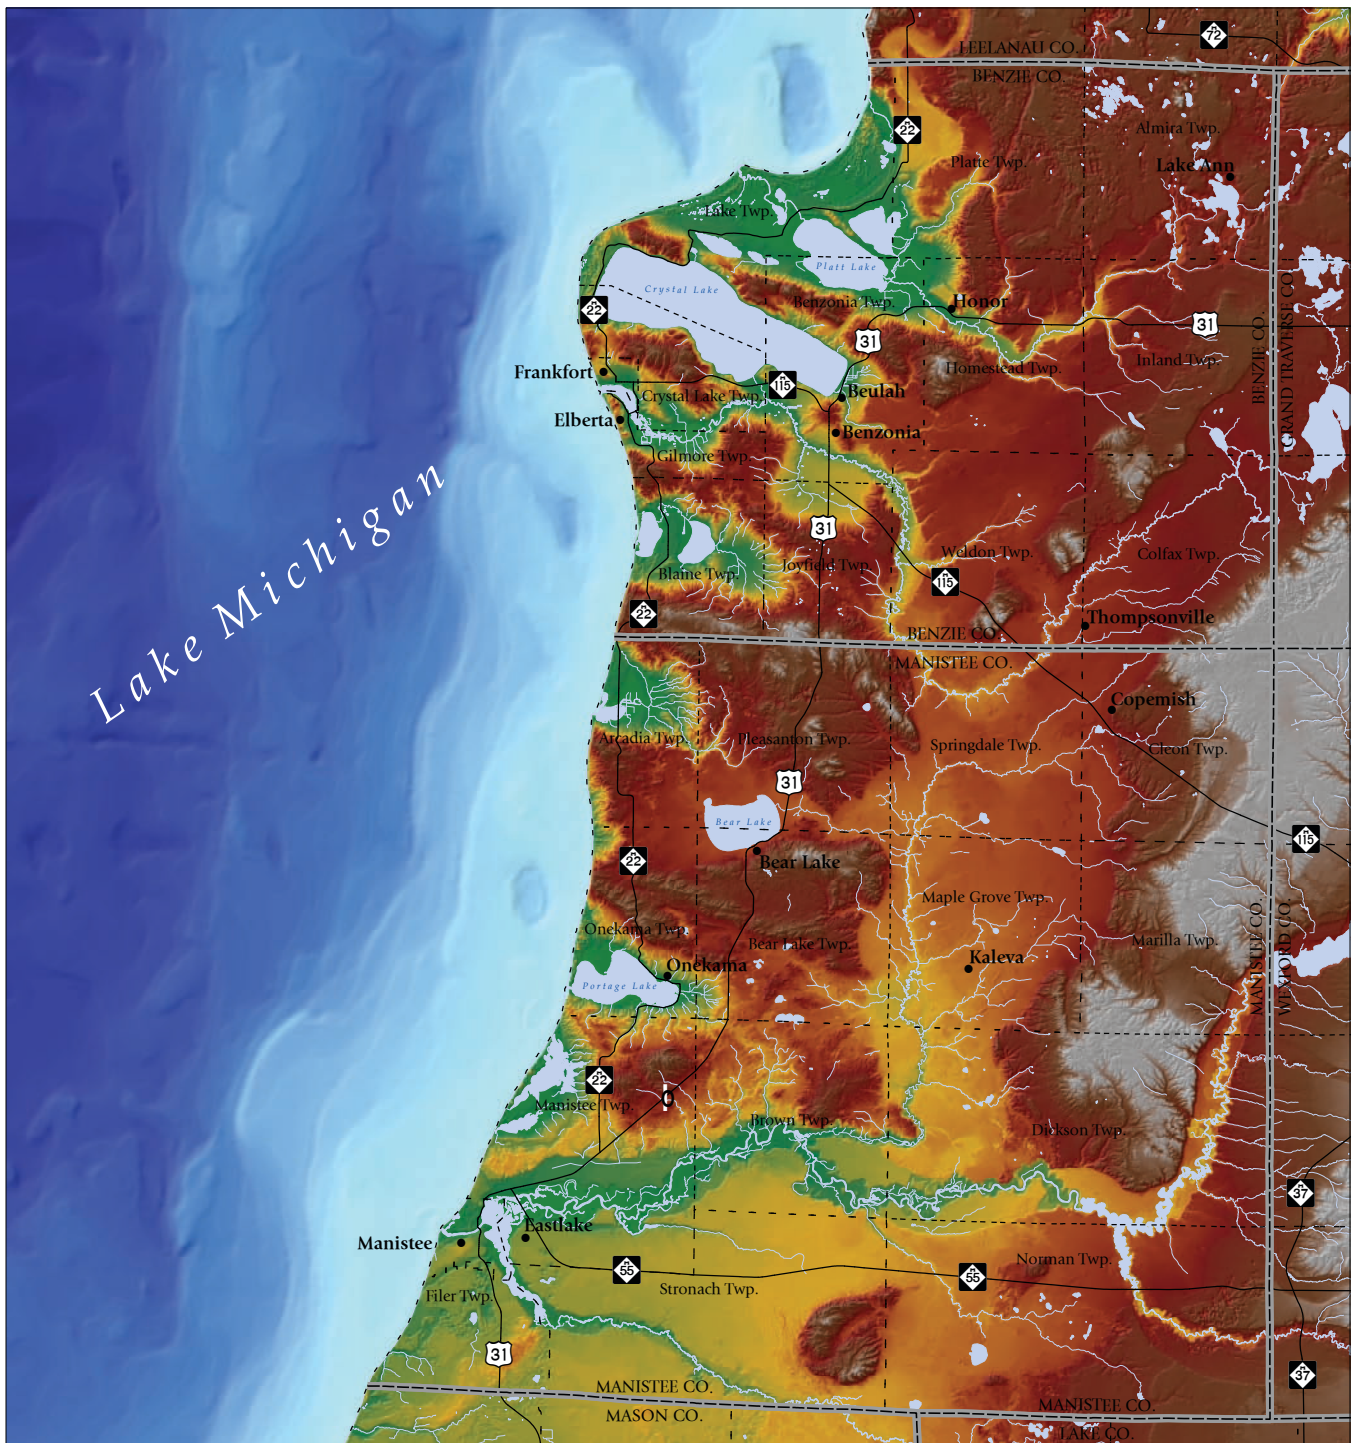 72
LEELANAU CO.
BENZIE CO.
22
Almira Twp.
Platte Twp.
Lake Ann
Lake Twp.
Platt Lake
Crystal Lake
Benzonia Twp.
Honor
22
31
31
Inland Twp.
Homestead Twp.
BENZIE CO.
GRAND TRAVERSE CO.
Frankfort
115
Crystal Lake Twp.
Beulah
Elberta
Benzonia
Gilmore Twp.
Lake Michigan
31
Weldon Twp.
Colfax Twp.
Joyfield Twp.
Blaine Twp.
115
22
Thompsonville
BENZIE CO.
MANISTEE CO.
Copemish
Arcadia Twp.
Pleasanton Twp.
Springdale Twp.
Cleon Twp.
31
Bear Lake
115
22
Bear Lake
Maple Grove Twp.
Onekama Twp.
Bear Lake Twp.
Marilla Twp.
MANISTEE CO.
WEXFORD CO.
Kaleva
Onekama
Portage Lake
22
Manistee Twp.
Brown Twp.
Dickson Twp.
37
Eastlake
Manistee
55
Stronach Twp.
55
Norman Twp.
Filer Twp.
31
37
MANISTEE CO.
MASON CO.
MANISTEE CO.
LAKE CO.